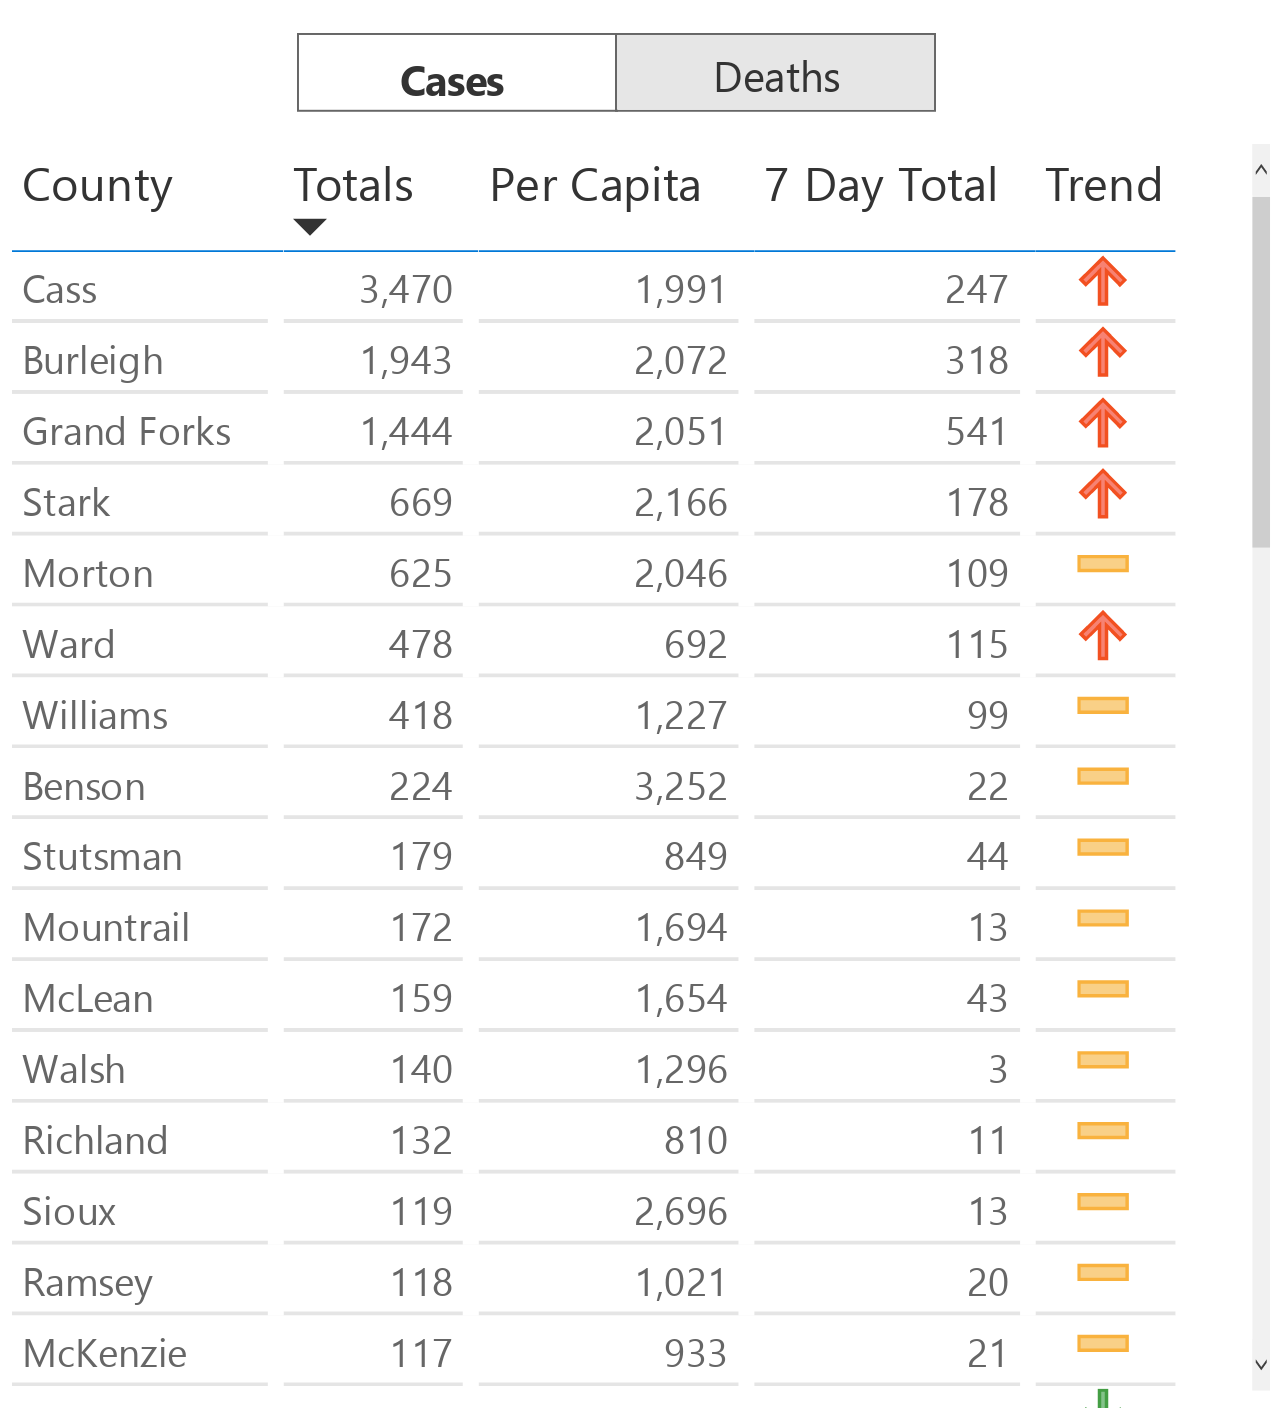 Cases Deaths
County Totals Per Capita 7 Day Total Trend
Cass 3,470 1,991 247
Burleigh 1,943 2,072 318
Grand Forks 1,444 2,051 541
Stark 669 2,166 178
Morton 625 2,046 109
Ward 478 692 115
Williams 418 1,227 99
Benson 224 3,252 22
Stutsman 179 849 44
Mountrail 172 1,694 13
McLean 159 1,654 43
Walsh 140 1,296 3
Richland 132 810 11
Sioux 119 2,696 13
Ramsey 118 1,021 20
McKenzie 117 933 21